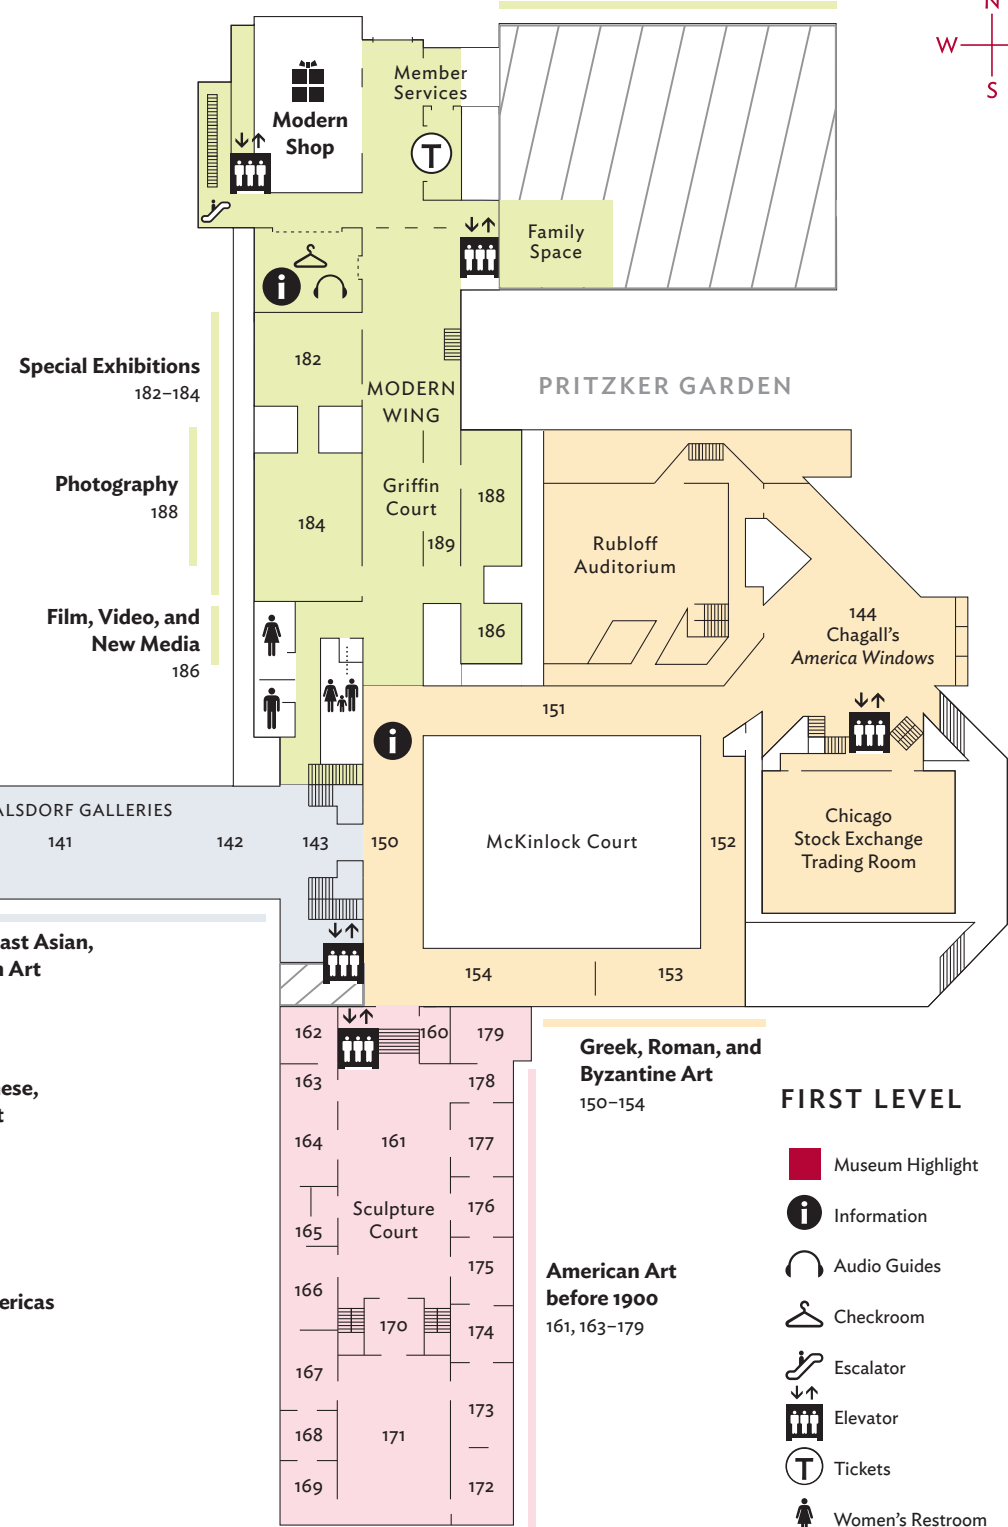 N
W
S
Member
Services
Modern
Shop
T
Family
Space
i
182
Special Exhibitions
182–184
MODERN
WING
PRITZKER GARDEN
Photography
188
Griffin
Court
188
184
189
Rubloff
Auditorium
Film, Video, and
New Media
186
186
144
Chagall's
America Windows
151
i
ALSDORF GALLERIES
141
142
143
150
McKinlock Court
152
Chicago
Stock Exchange
Trading Room
ast Asian,
n Art
154
153
162
160
179
Greek, Roman, and
Byzantine Art
150–154
163
178
ese,
t
FIRST LEVEL
164
161
177
Museum Highlight
Sculpture
Court
176
i
Information
165
175
Audio Guides
American Art
before 1900
161, 163–179
166
ericas
170
174
Checkroom
167
Escalator
173
168
171
Elevator
169
172
T
Tickets
Women's Restroom